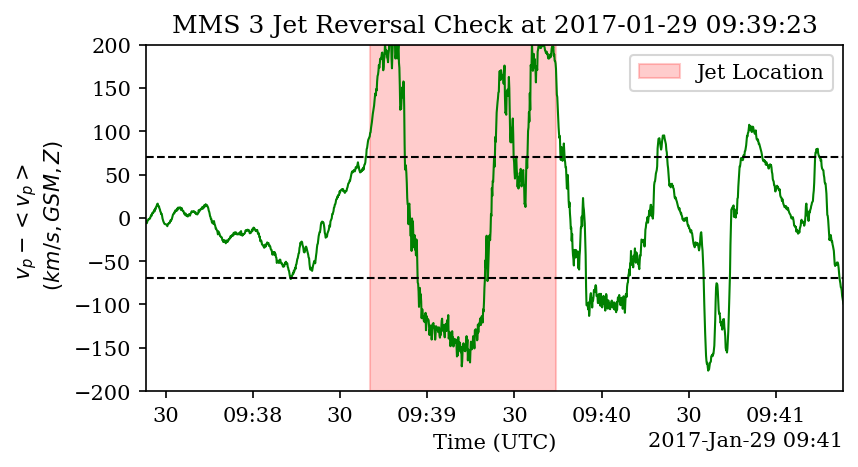 MMS 3 Jet Reversal Check at 2017-01-29 09:39:23
Jet Location
200
150
100
50
0
−50
−100
−150
−200
v_p − < v_p >
(km/s, GSM, Z)
30 09:38 30 09:39 30 09:40 30 09:41
Time (UTC)
2017-Jan-29 09:41